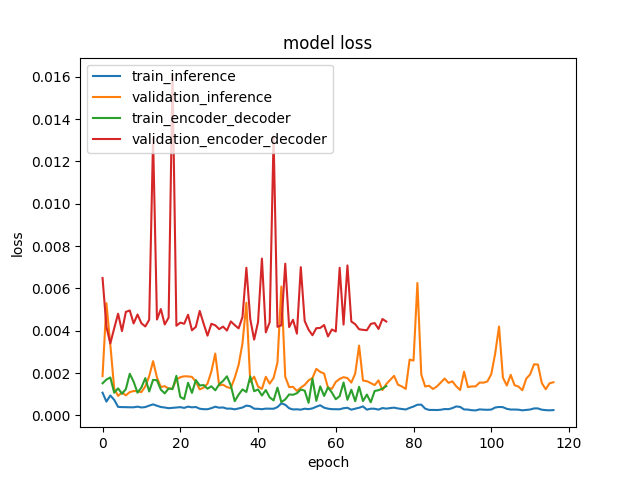 model loss
train_inference
validation_inference
train_encoder_decoder
validation_encoder_decoder
0.016
0.014
0.012
0.010
0.008
0.006
0.004
0.002
0.000
loss
0 20 40 60 80 100 120
epoch